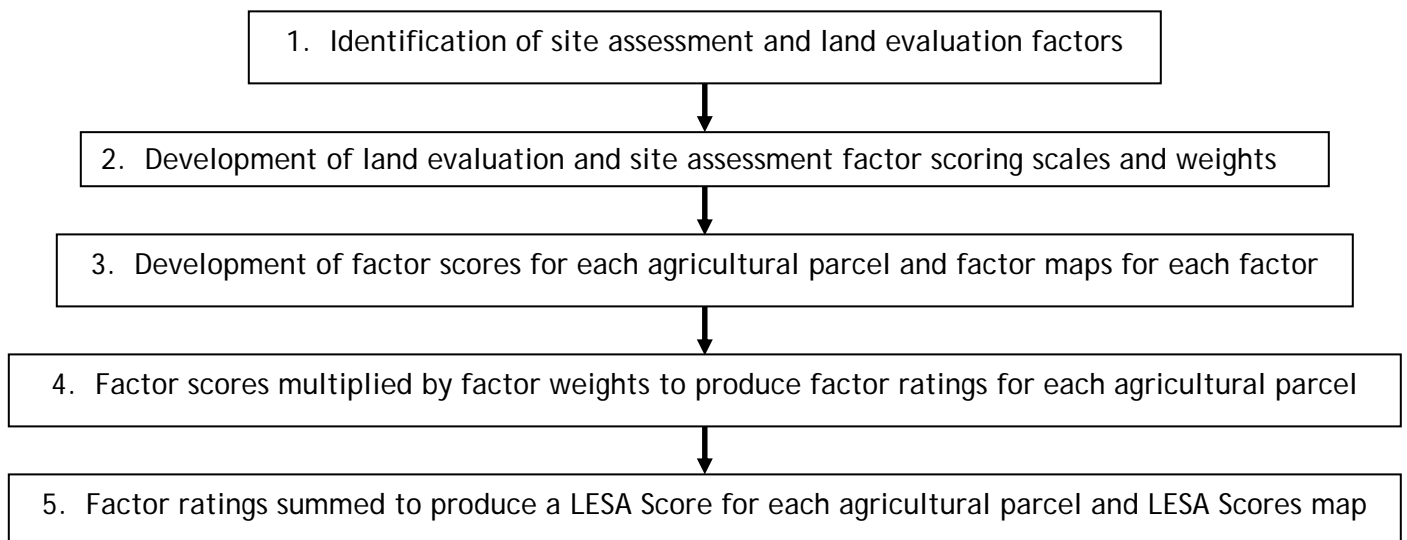 1. Identification of site assessment and land evaluation factors
2. Development of land evaluation and site assessment factor scoring scales and weights
3. Development of factor scores for each agricultural parcel and factor maps for each factor
4. Factor scores multiplied by factor weights to produce factor ratings for each agricultural parcel
5. Factor ratings summed to produce a LESA Score for each agricultural parcel and LESA Scores map